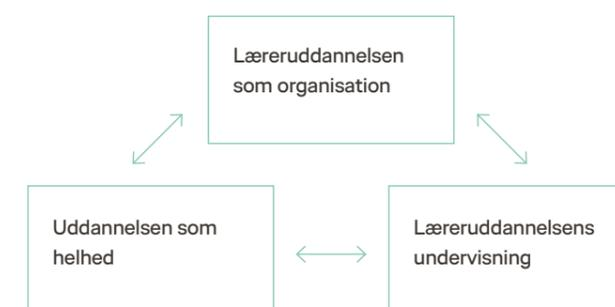 Læreruddannelsen
som organisation
Uddannelsen som
helhed
Læreruddannelsens
undervisning